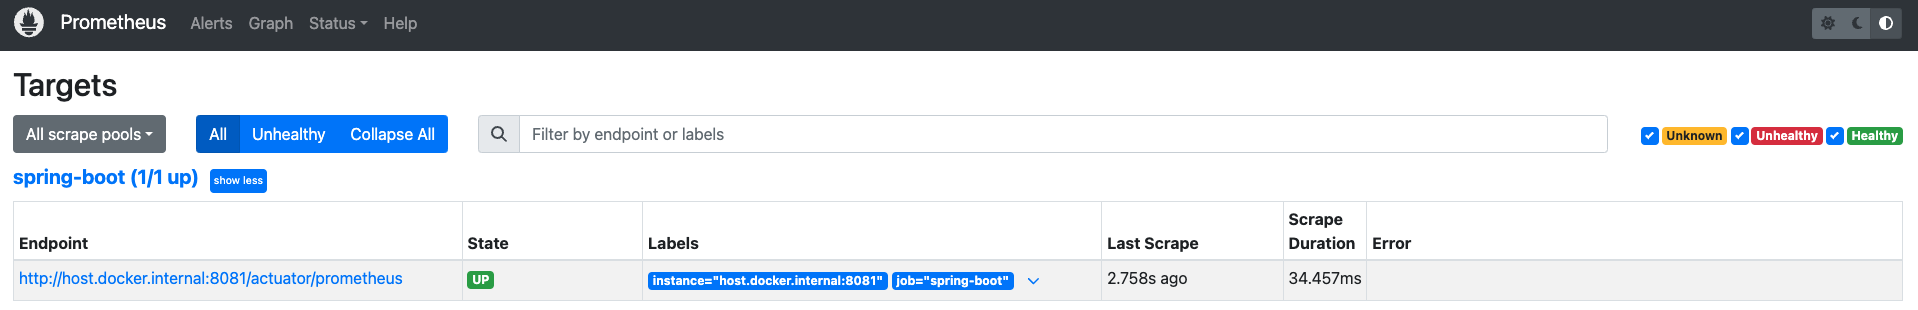 Prometheus Alerts Graph Status Help
Targets
All scrape pools All Unhealthy Collapse All Filter by endpoint or labels Unknown Unhealthy Healthy
spring-boot (1/1 up) show less
Endpoint State Labels Last Scrape Scrape Duration Error
http://host.docker.internal:8081/actuator/prometheus UP instance="host.docker.internal:8081" job="spring-boot" 2.758s ago 34.457ms